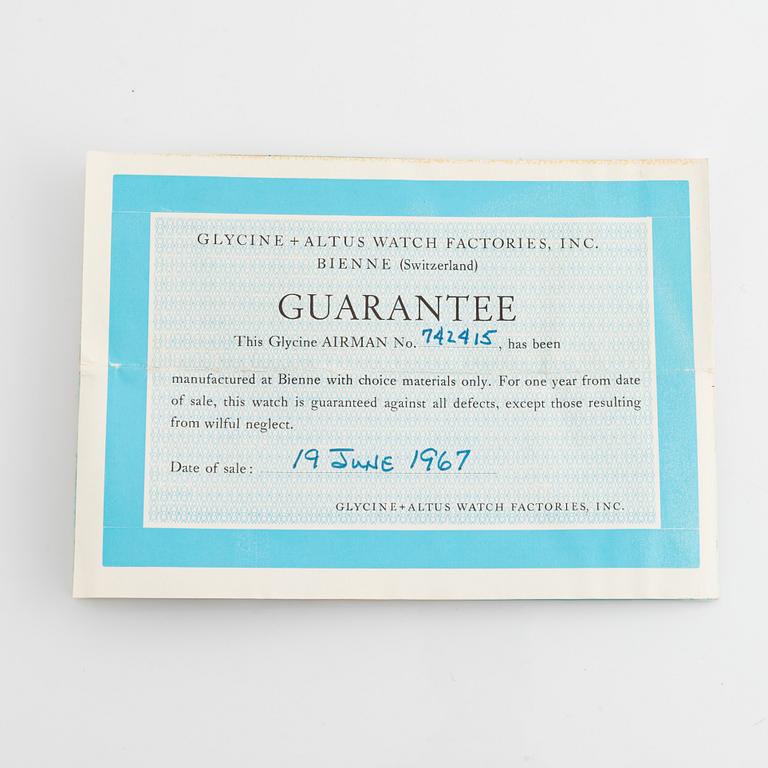 GLYCINE + ALTUS WATCH FACTORIES, INC.
BIENNE (Switzerland)
GUARANTEE
This Glycine AIRMAN No. 742415, has been
manufactured at Bienne with choice materials only. For one year from date
of sale, this watch is guaranteed against all defects, except those resulting
from wilful neglect.
Date of sale: 19 JUNE 1967
GLYCINE+ALTUS WATCH FACTORIES, INC.